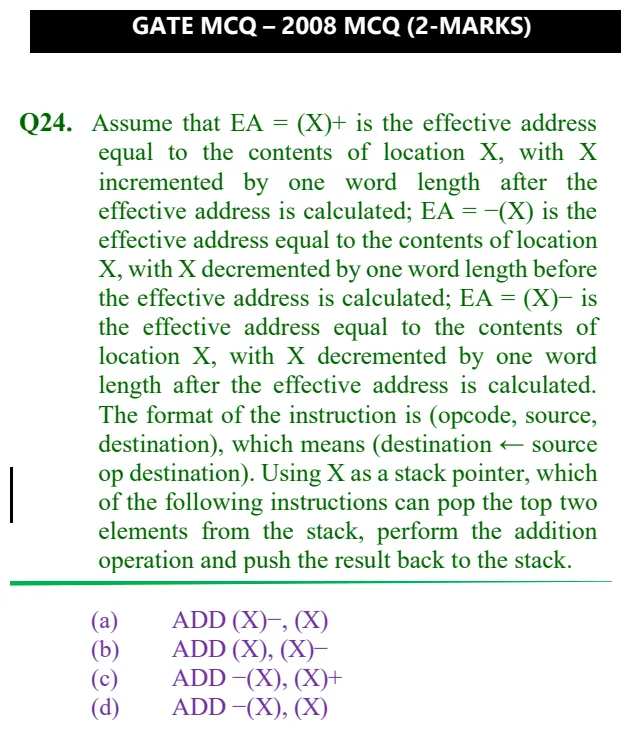 GATE MCQ – 2008 MCQ (2-MARKS)
Q24. Assume that EA = (X)+ is the effective address
equal to the contents of location X, with X
incremented by one word length after the
effective address is calculated; EA = −(X) is the
effective address equal to the contents of location
X, with X decremented by one word length before
the effective address is calculated; EA = (X)− is
the effective address equal to the contents of
location X, with X decremented by one word
length after the effective address is calculated.
The format of the instruction is (opcode, source,
destination), which means (destination ← source
op destination). Using X as a stack pointer, which
of the following instructions can pop the top two
elements from the stack, perform the addition
operation and push the result back to the stack.
(a) ADD (X)−, (X)
(b) ADD (X), (X)−
(c) ADD −(X), (X)+
(d) ADD −(X), (X)